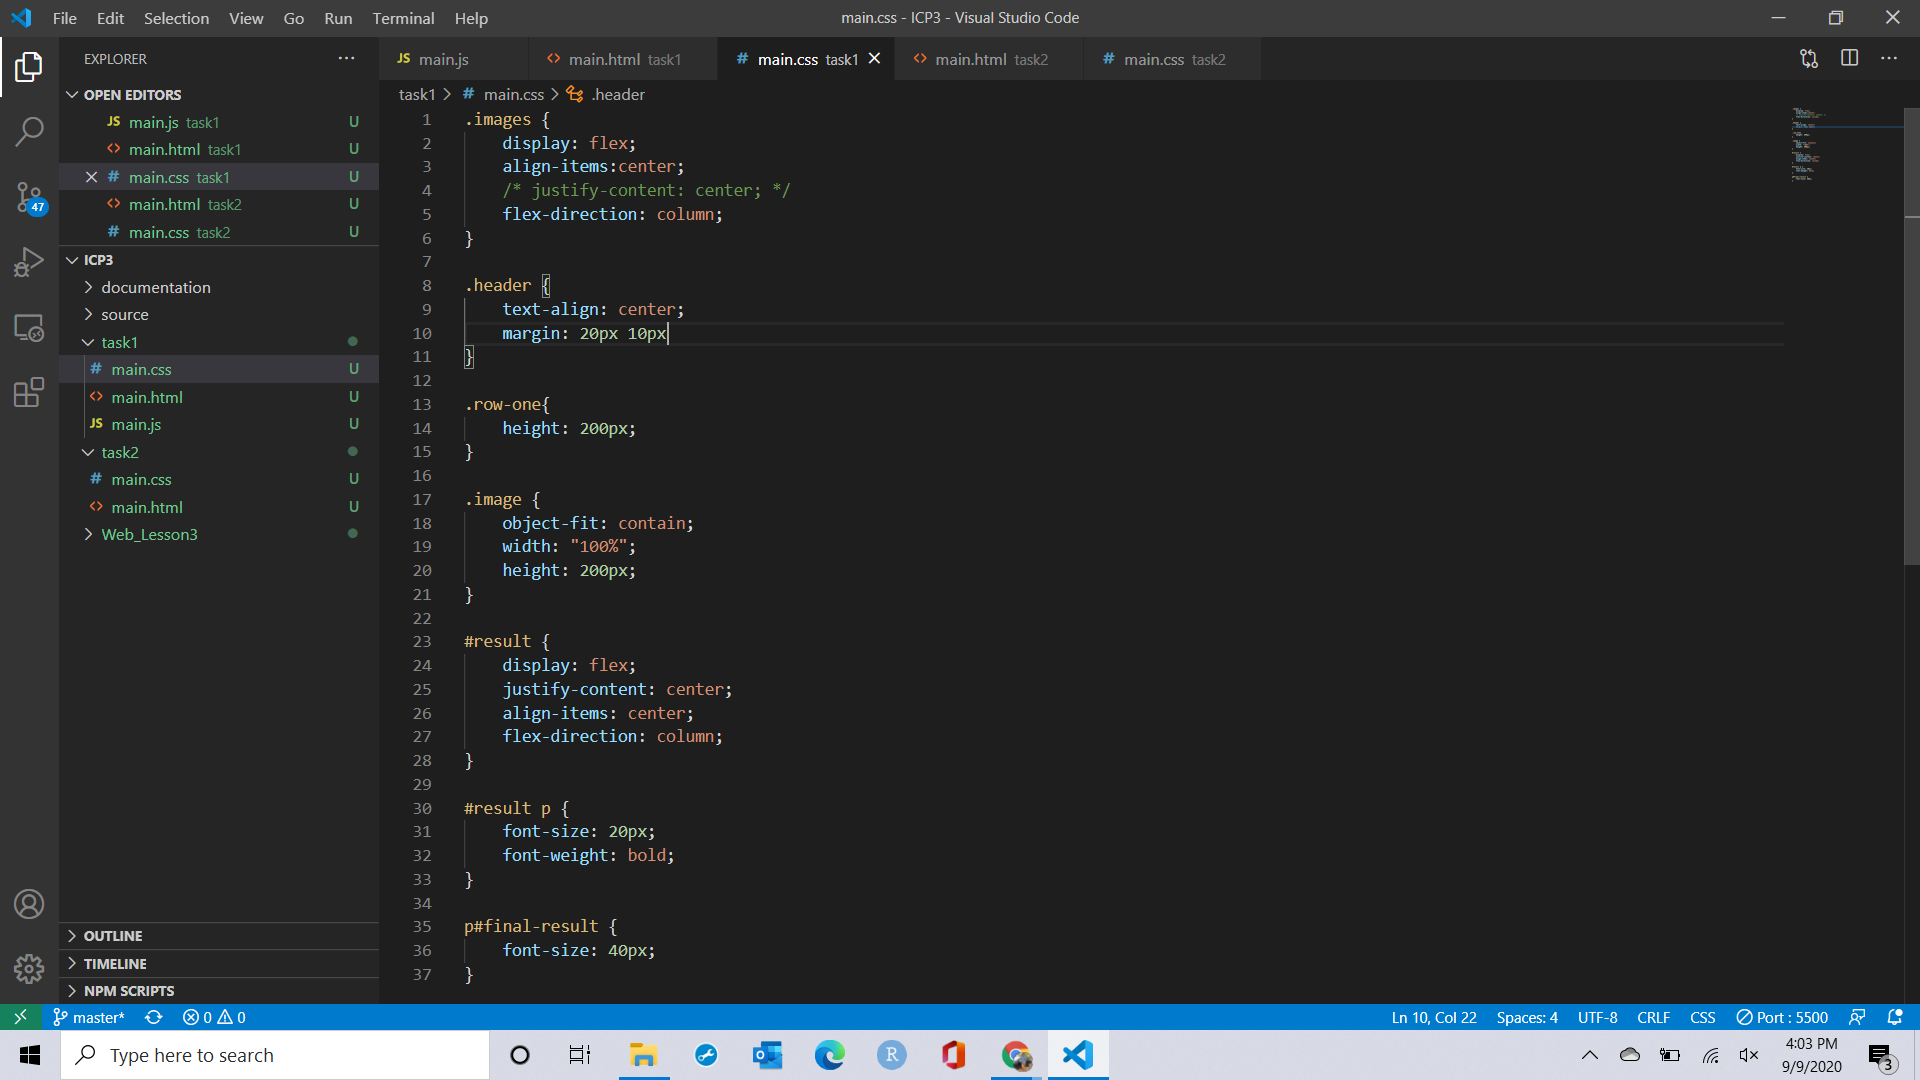 File Edit Selection View Go Run Terminal Help
main.css - ICP3 - Visual Studio Code
EXPLORER
OPEN EDITORS
JS main.js task1 U
<> main.html task1 U
# main.css task1 U
<> main.html task2 U
# main.css task2 U
ICP3
documentation
source
task1
# main.css U
<> main.html U
JS main.js U
task2
# main.css U
<> main.html U
Web_Lesson3
OUTLINE
TIMELINE
NPM SCRIPTS
47
JS main.js <> main.html task1 # main.css task1 <> main.html task2 # main.css task2
task1 > # main.css > .header
1 .images {
2 display: flex;
3 align-items:center;
4 /* justify-content: center; */
5 flex-direction: column;
6 }
7
8 .header {
9 text-align: center;
10 margin: 20px 10px
11 }
12
13 .row-one{
14 height: 200px;
15 }
16
17 .image {
18 object-fit: contain;
19 width: "100%";
20 height: 200px;
21 }
22
23 #result {
24 display: flex;
25 justify-content: center;
26 align-items: center;
27 flex-direction: column;
28 }
29
30 #result p {
31 font-size: 20px;
32 font-weight: bold;
33 }
34
35 p#final-result {
36 font-size: 40px;
37 }
master* 0 0 Ln 10, Col 22 Spaces: 4 UTF-8 CRLF CSS Port : 5500
Type here to search
R
4:03 PM
9/9/2020
3